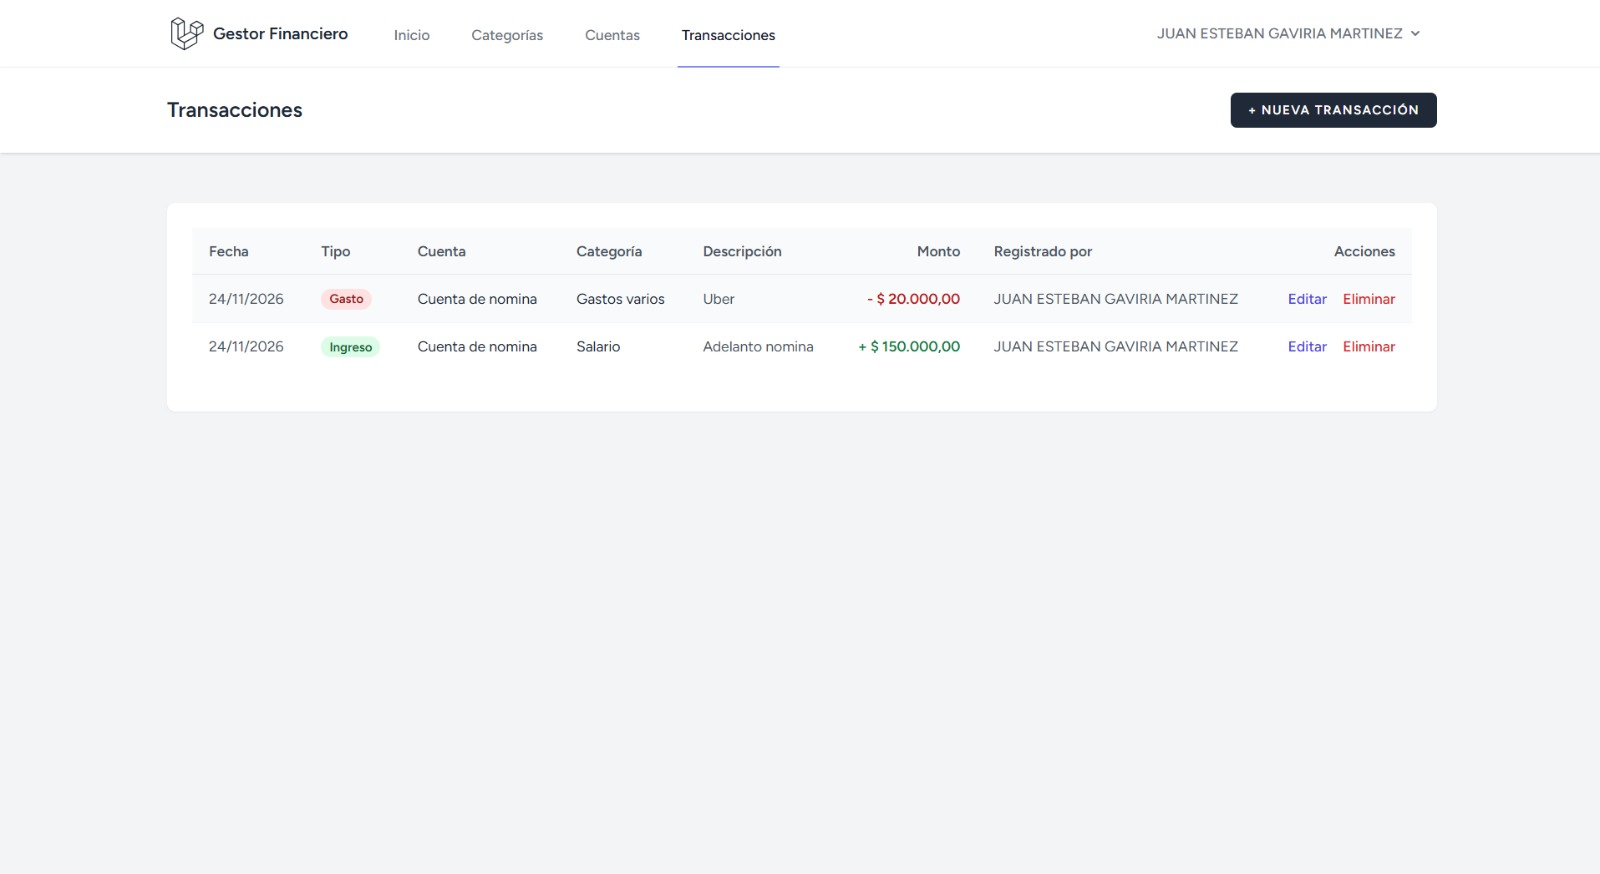 Gestor Financiero Inicio Categorías Cuentas Transacciones JUAN ESTEBAN GAVIRIA MARTINEZ
Transacciones + NUEVA TRANSACCIÓN
Fecha Tipo Cuenta Categoría Descripción Monto Registrado por Acciones
24/11/2026 Gasto Cuenta de nomina Gastos varios Uber - $ 20.000,00 JUAN ESTEBAN GAVIRIA MARTINEZ Editar Eliminar
24/11/2026 Ingreso Cuenta de nomina Salario Adelanto nomina + $ 150.000,00 JUAN ESTEBAN GAVIRIA MARTINEZ Editar Eliminar